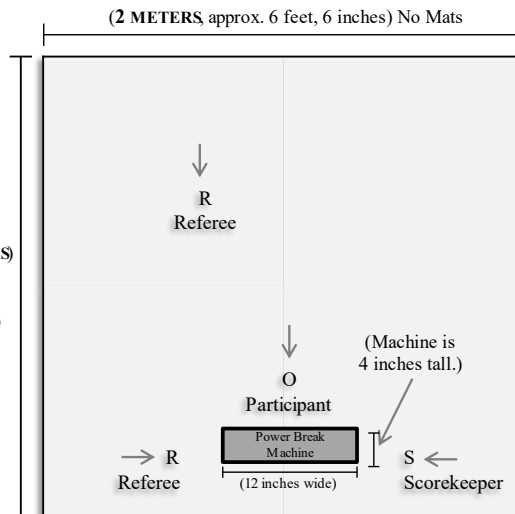 (2 METERS, approx. 6 feet, 6 inches) No Mats
R
Referee
S)
)
(Machine is
4 inches tall.)
O
Participant
Power Break
Machine
R
Referee
S
Scorekeeper
(12 inches wide)